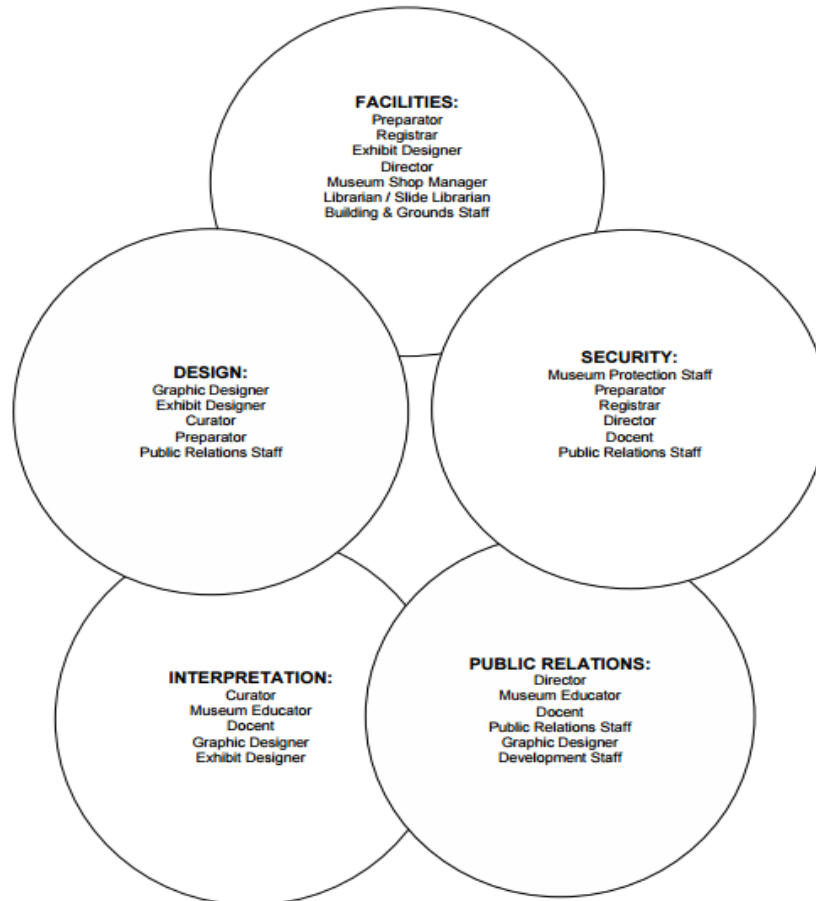 FACILITIES:
Preparator
Registrar
Exhibit Designer
Director
Museum Shop Manager
Librarian / Slide Librarian
Building & Grounds Staff
DESIGN:
Graphic Designer
Exhibit Designer
Curator
Preparator
Public Relations Staff
SECURITY:
Museum Protection Staff
Preparator
Registrar
Director
Docent
Public Relations Staff
INTERPRETATION:
Curator
Museum Educator
Docent
Graphic Designer
Exhibit Designer
PUBLIC RELATIONS:
Director
Museum Educator
Docent
Public Relations Staff
Graphic Designer
Development Staff